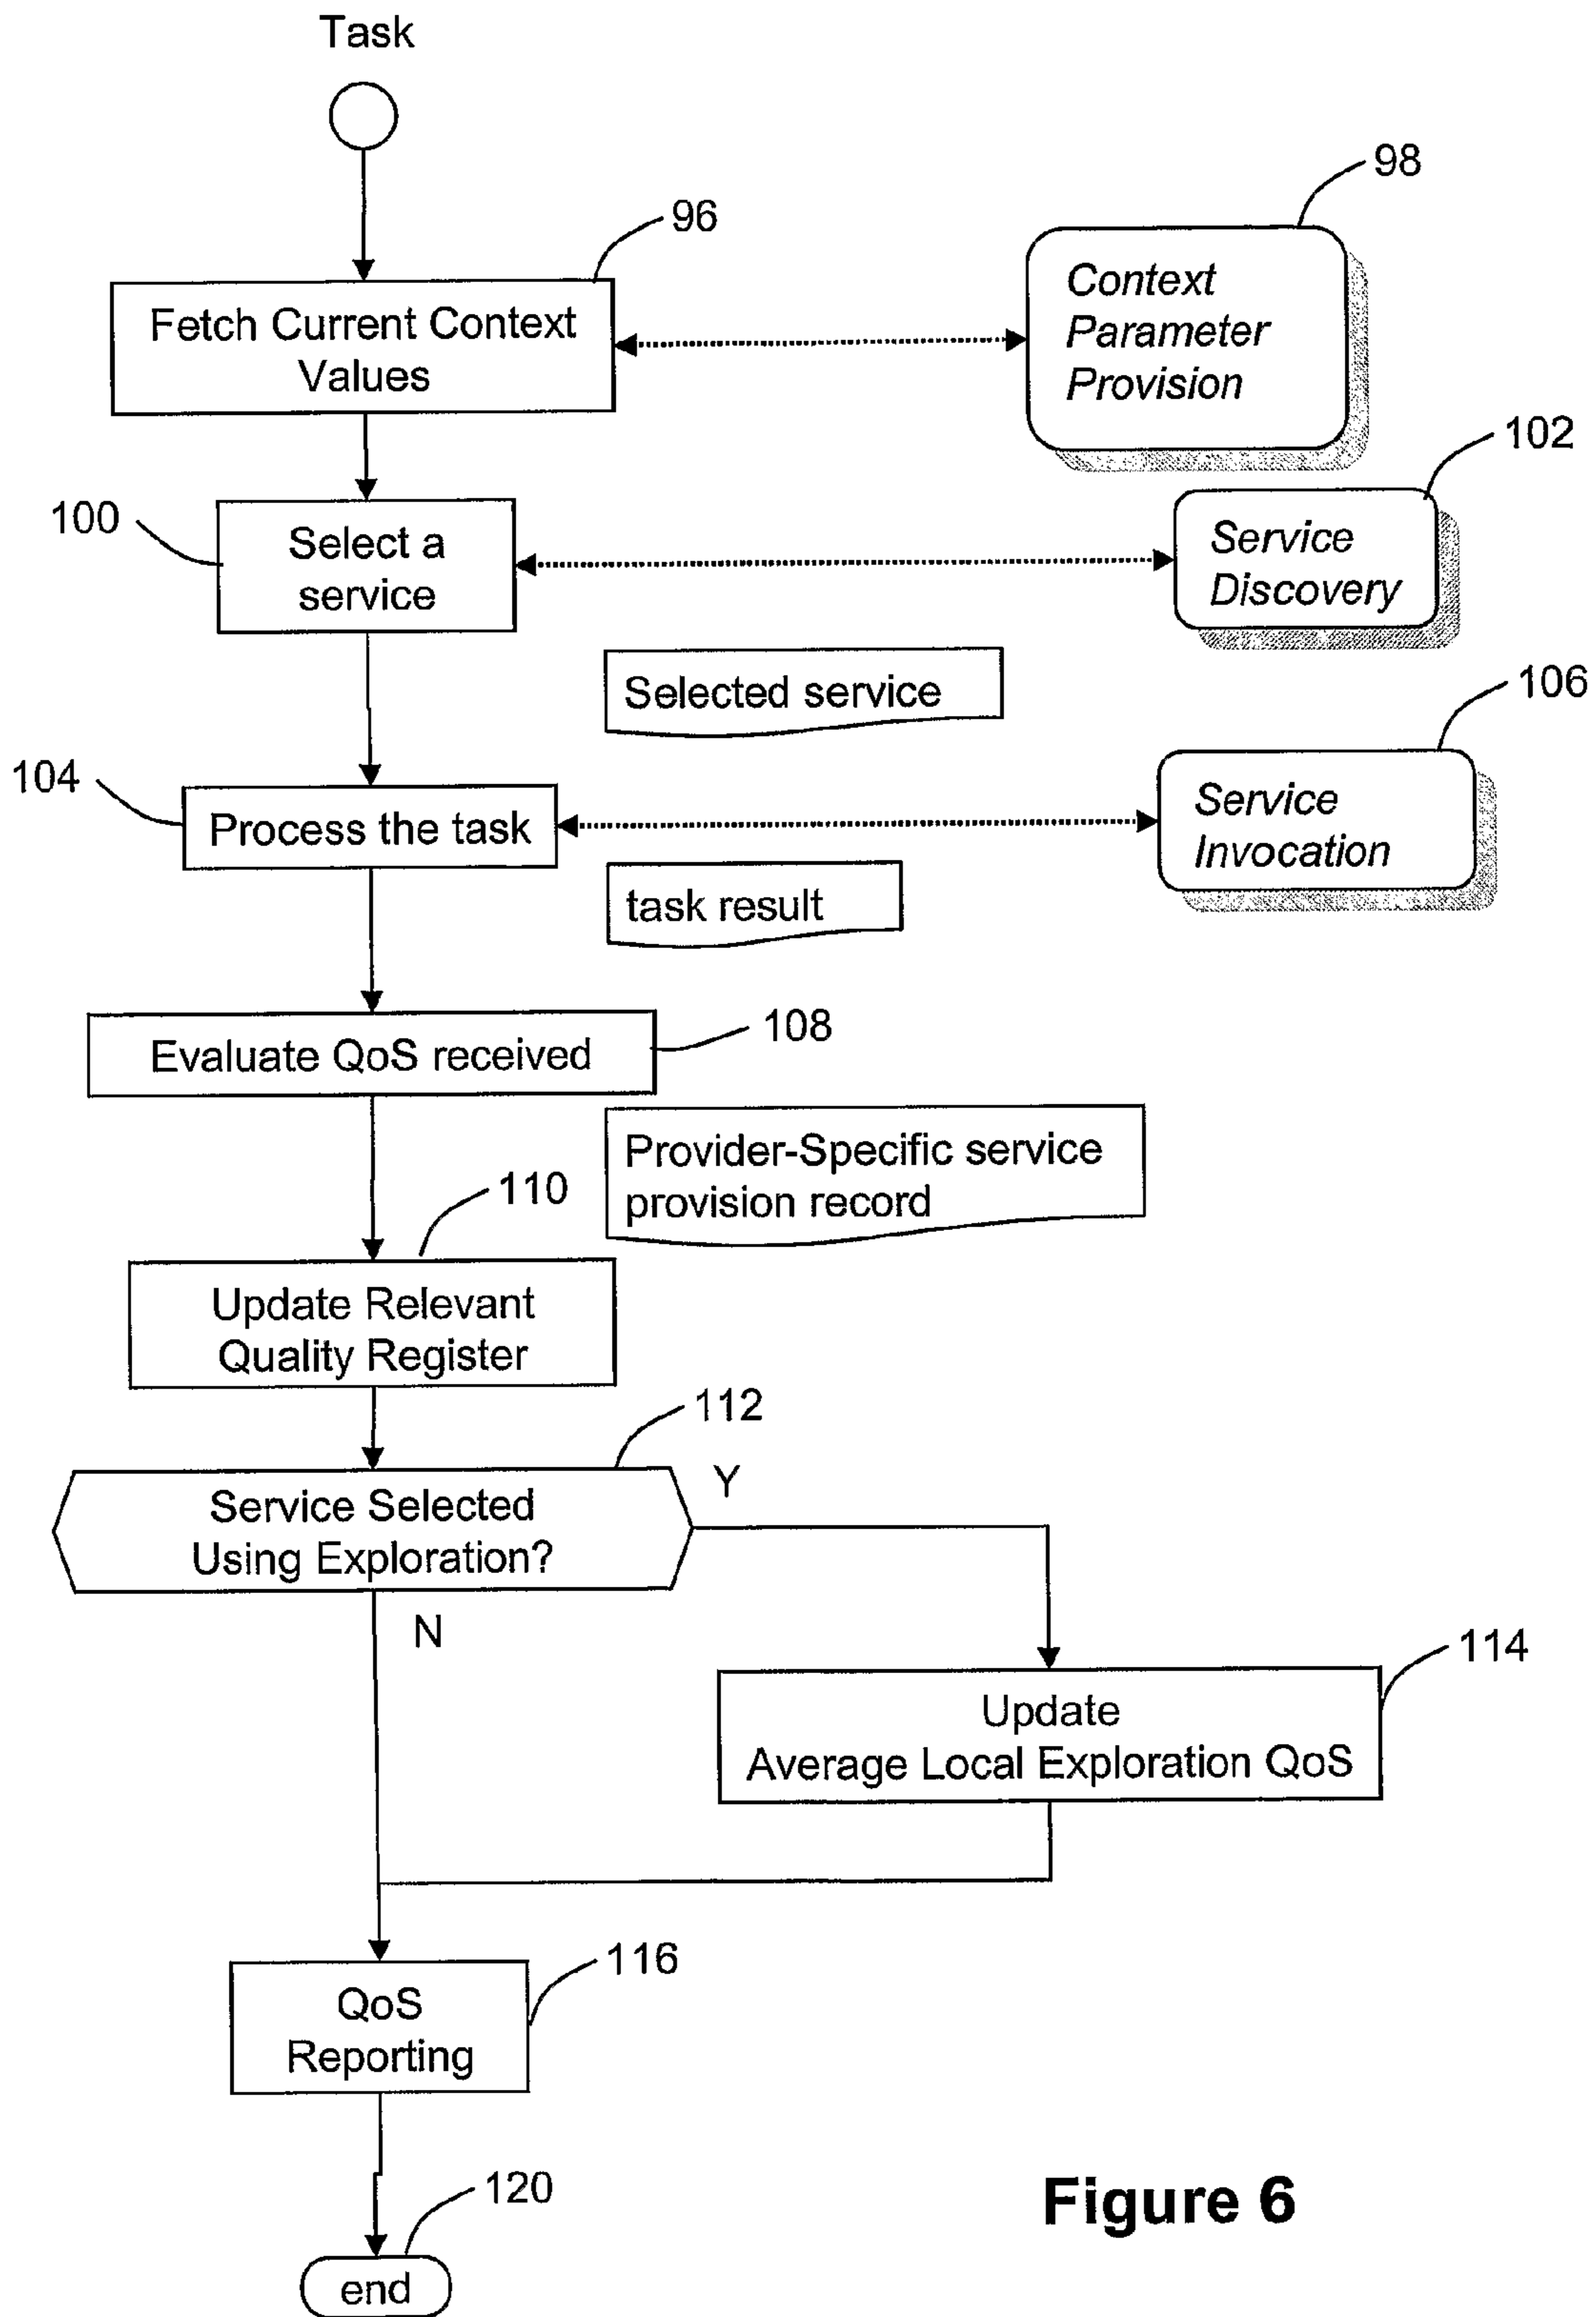 Task
98
96
Context
Parameter
Provision
Fetch Current Context
Values
102
100
Select a
service
Service
Discovery
Selected service
106
104
Process the task
Service
Invocation
task result
108
Evaluate QoS received
Provider-Specific service
provision record
110
Update Relevant
Quality Register
112
Service Selected
Using Exploration?
Y
N
114
Update
Average Local Exploration QoS
116
QoS
Reporting
120
end
Figure 6